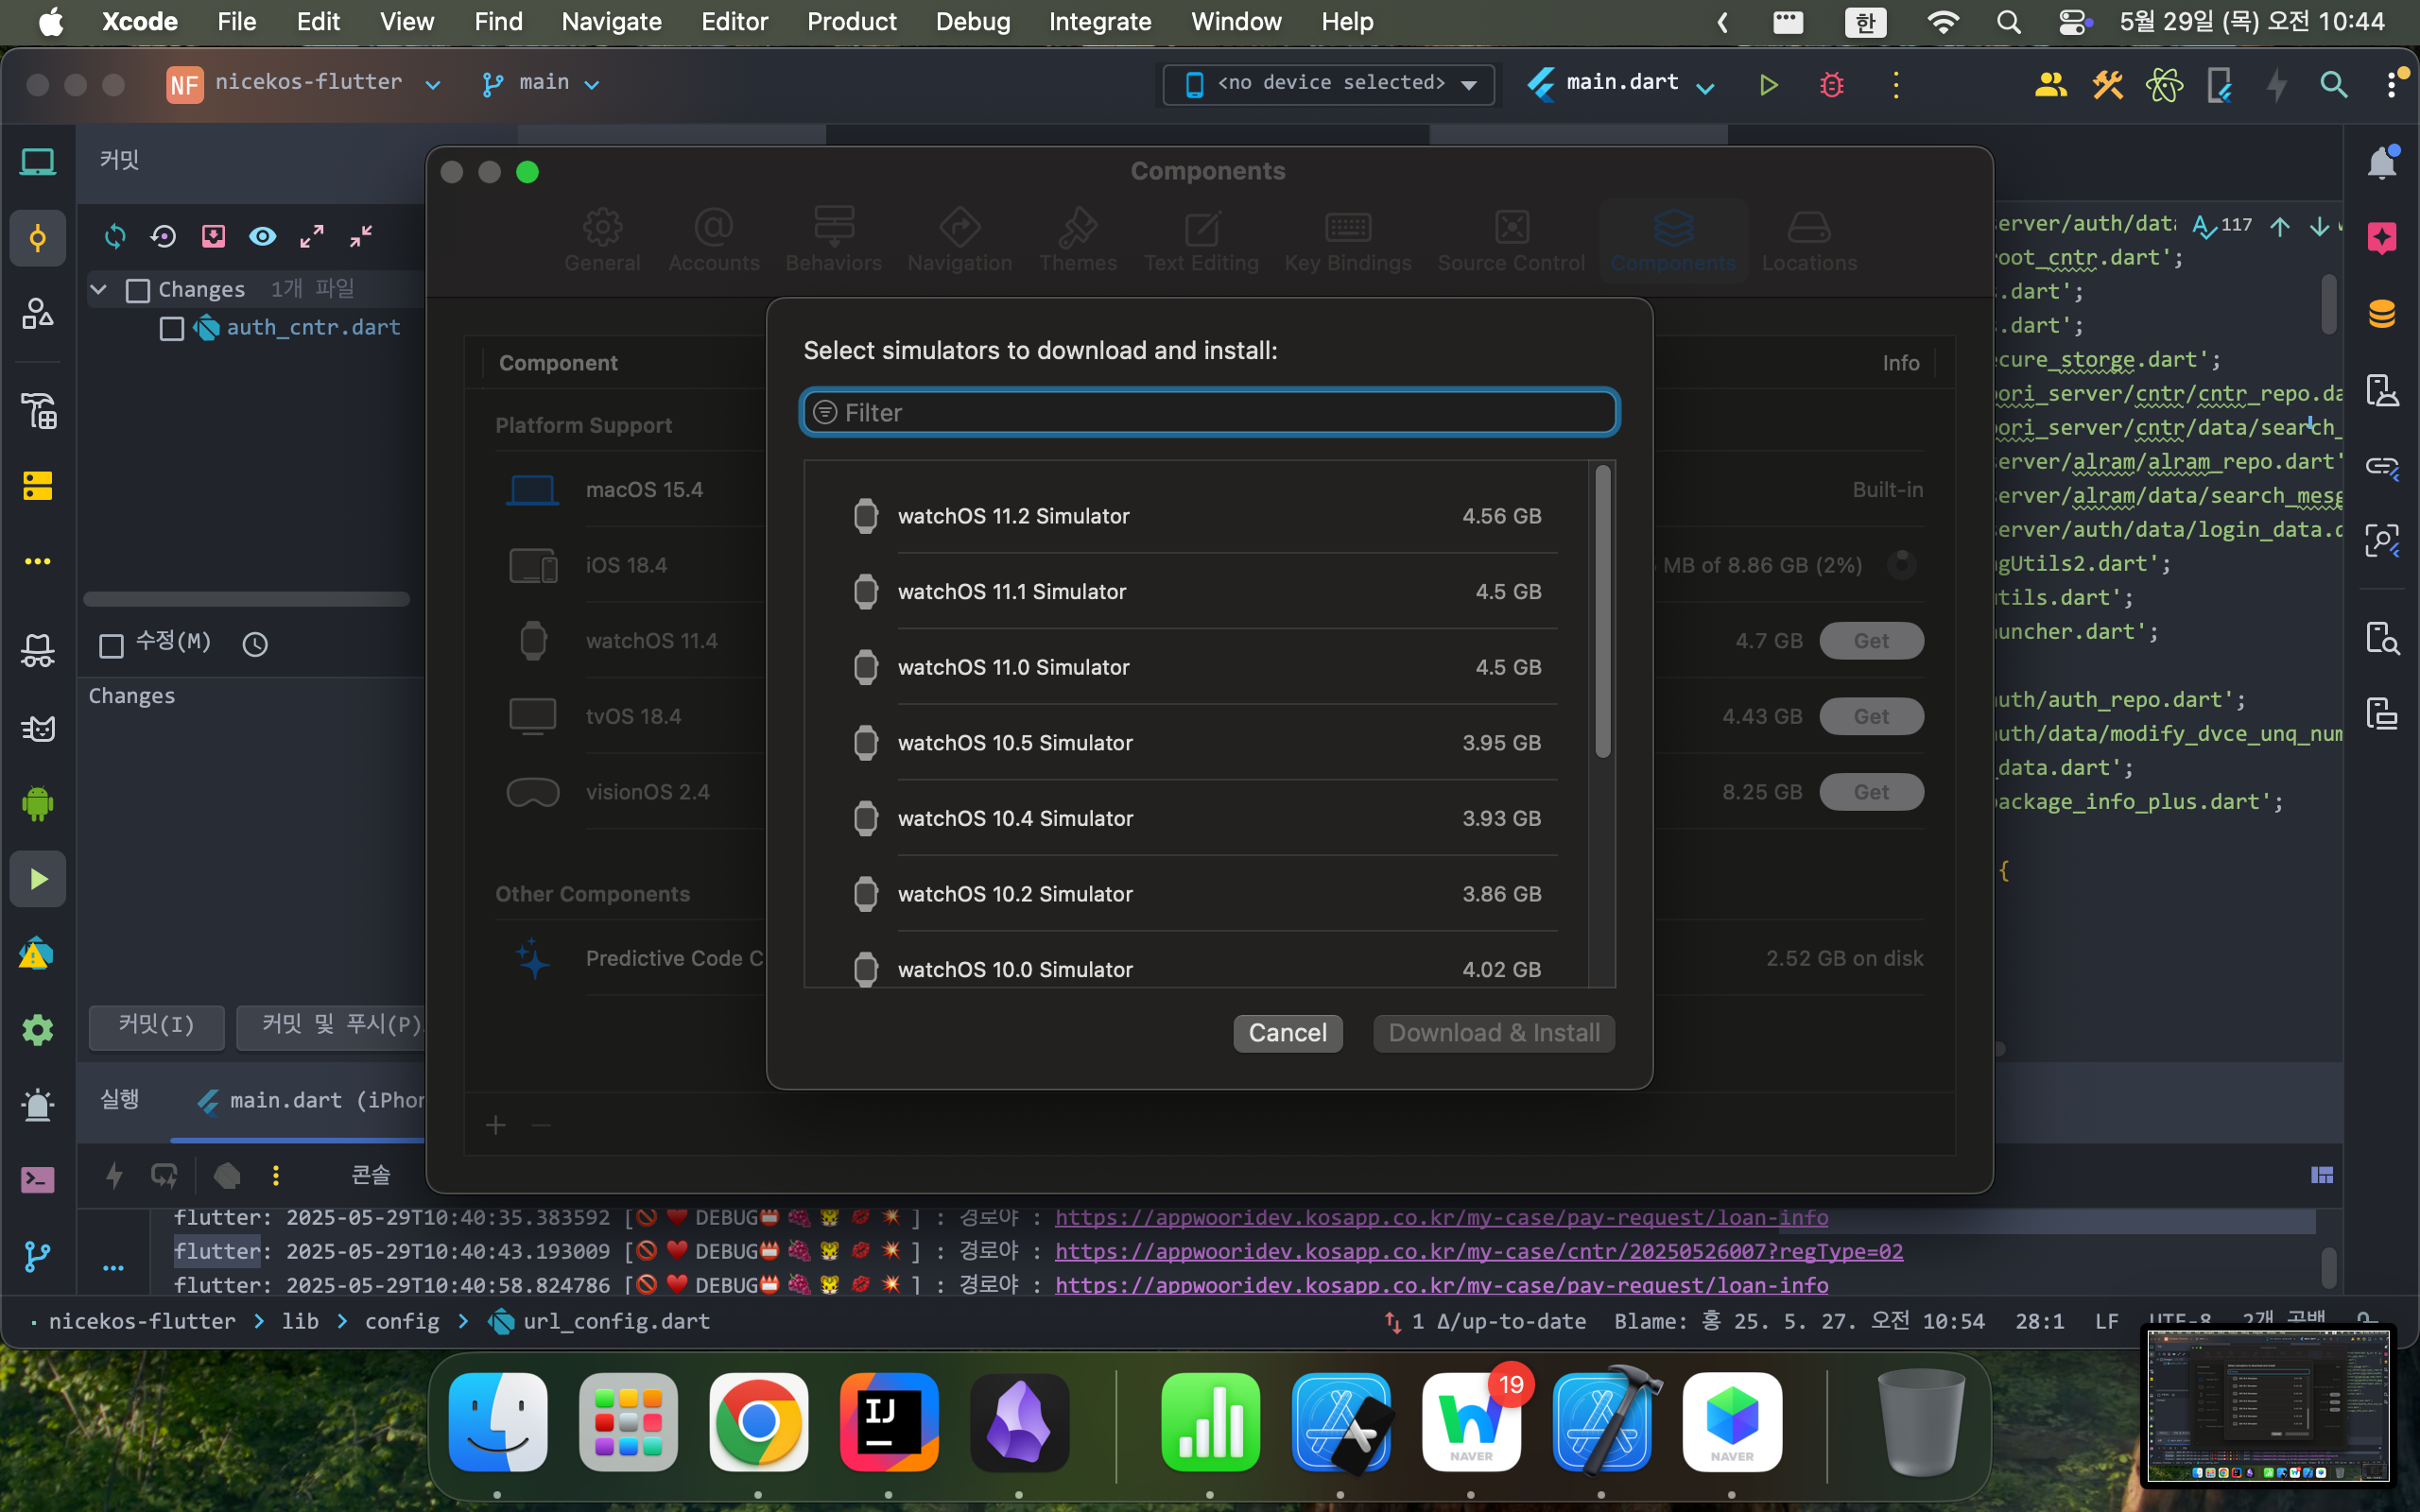 Xcode File Edit View Find Navigate Editor Product Debug Integrate Window Help 한 5월 29일 (목) 오전 10:44
NF nicekos-flutter main <no device selected> main.dart
커밋
Components
General Accounts Behaviors Navigation Themes Text Editing Key Bindings Source Control Components Locations
Changes 1개 파일
auth_cntr.dart
Select simulators to download and install:
Filter
watchOS 11.2 Simulator 4.56 GB
watchOS 11.1 Simulator 4.5 GB
watchOS 11.0 Simulator 4.5 GB
watchOS 10.5 Simulator 3.95 GB
watchOS 10.4 Simulator 3.93 GB
watchOS 10.2 Simulator 3.86 GB
watchOS 10.0 Simulator 4.02 GB
Cancel Download & Install
Component Info
Platform Support
macOS 15.4 Built-in
iOS 18.4 MB of 8.86 GB (2%)
watchOS 11.4 4.7 GB Get
tvOS 18.4 4.43 GB Get
visionOS 2.4 8.25 GB Get
Other Components
Predictive Code C 2.52 GB on disk
erver/auth/dat 117
oot_cntr.dart';
.dart';
.dart';
cure_storge.dart';
ori_server/cntr/cntr_repo.da
ori_server/cntr/data/search_
erver/alram/alram_repo.dart'
erver/alram/data/search_mesg
erver/auth/data/login_data.d
gUtils2.dart';
tils.dart';
uncher.dart';
uth/auth_repo.dart';
uth/data/modify_dvce_unq_num
_data.dart';
ackage_info_plus.dart';
{
수정(M)
Changes
커밋(I) 커밋 및 푸시(P)
실행 main.dart (iPhon
콘솔
flutter: 2025-05-29T10:40:35.383592 [🚫 ♥️ DEBUG📛 🍇 🐯 💋 💥 ] : 경로야 : https://appwooridev.kosapp.co.kr/my-case/pay-request/loan-info
flutter: 2025-05-29T10:40:43.193009 [🚫 ♥️ DEBUG📛 🍇 🐯 💋 💥 ] : 경로야 : https://appwooridev.kosapp.co.kr/my-case/cntr/20250526007?regType=02
flutter: 2025-05-29T10:40:58.824786 [🚫 ♥️ DEBUG📛 🍇 🐯 💋 💥 ] : 경로야 : https://appwooridev.kosapp.co.kr/my-case/pay-request/loan-info
nicekos-flutter > lib > config > url_config.dart 1 Δ/up-to-date Blame: 홍 25. 5. 27. 오전 10:54 28:1 LF UTF-8 2개 공백
IJ NAVER 19 NAVER